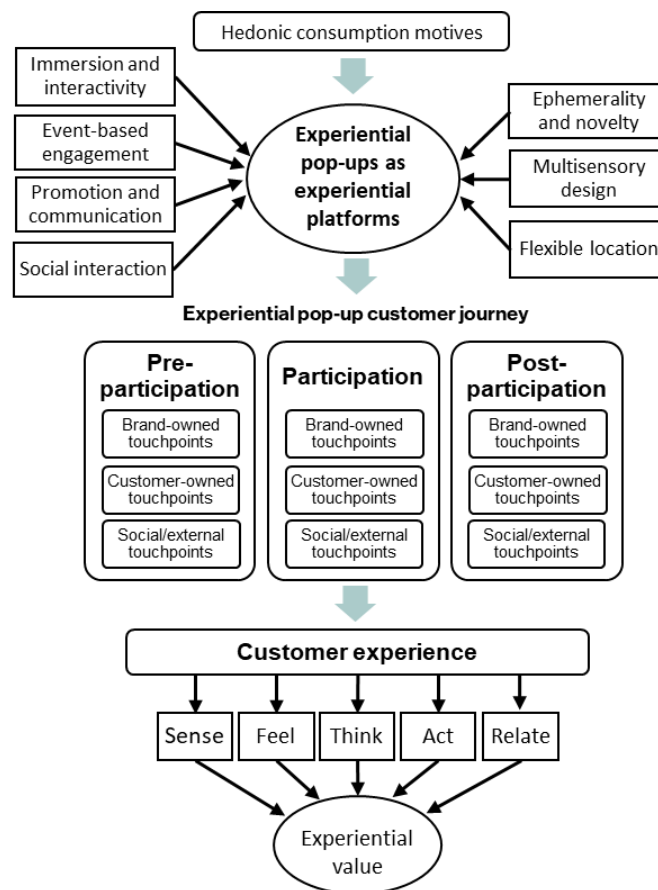 Hedonic consumption motives
Immersion and
interactivity
Event-based
engagement
Promotion and
communication
Social interaction
Experiential
pop-ups as
experiential
platforms
Ephemerality
and novelty
Multisensory
design
Flexible location
Experiential pop-up customer journey
Pre-
participation
Brand-owned
touchpoints
Customer-owned
touchpoints
Social/external
touchpoints
Participation
Brand-owned
touchpoints
Customer-owned
touchpoints
Social/external
touchpoints
Post-
participation
Brand-owned
touchpoints
Customer-owned
touchpoints
Social/external
touchpoints
Customer experience
Sense
Feel
Think
Act
Relate
Experiential
value